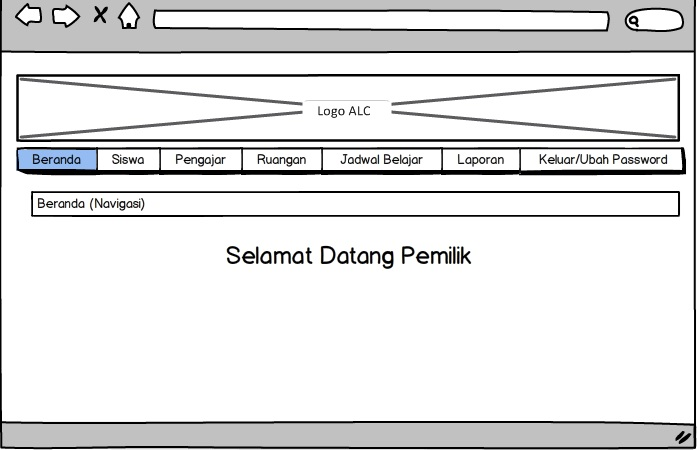 Logo ALC
Beranda Siswa Pengajar Ruangan Jadwal Belajar Laporan Keluar/Ubah Password
Beranda (Navigasi)
Selamat Datang Pemilik